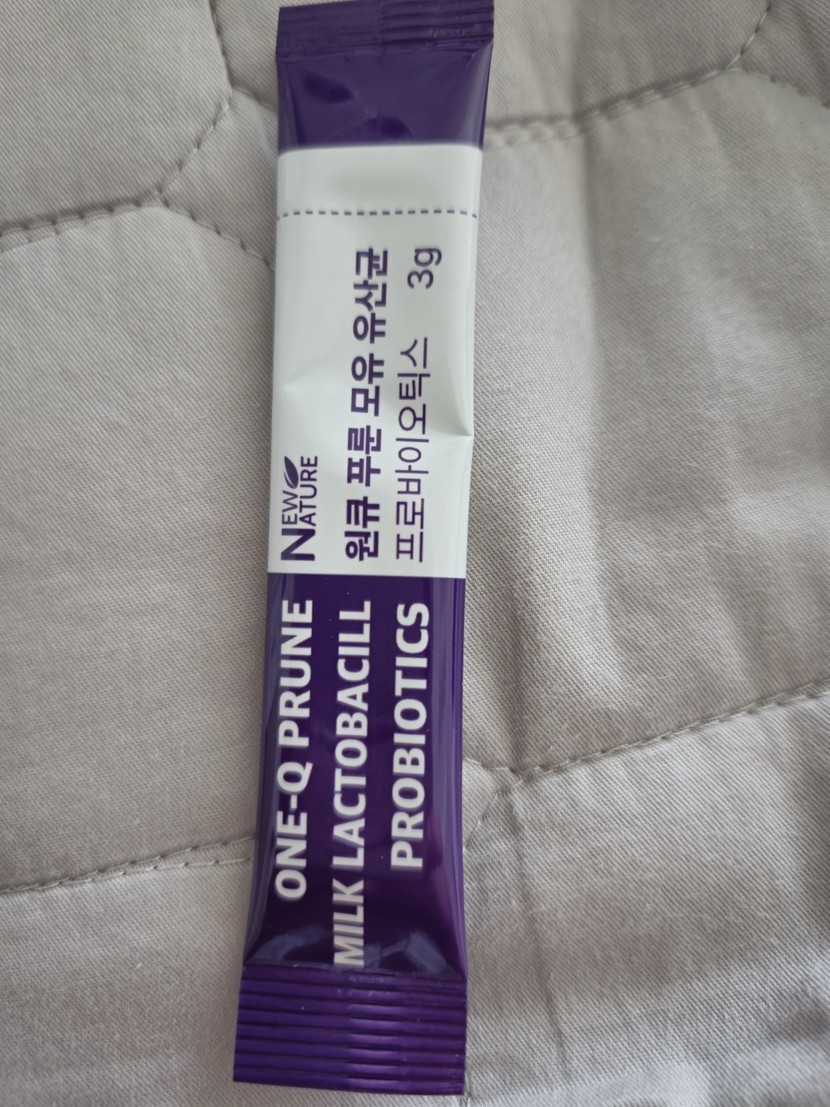 NEW
NATURE
원큐 푸룬 모유 유산균
프로바이오틱스 3g
ONE-Q PRUNE
MILK LACTOBACILL
PROBIOTICS